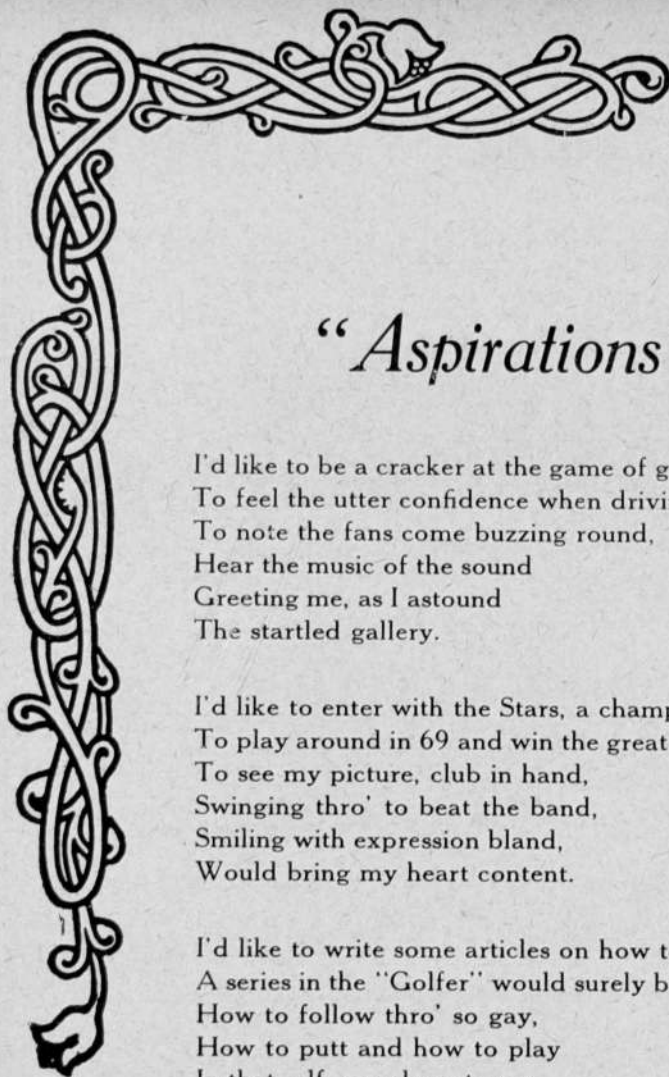 “Aspirations
I'd like to be a cracker at the game of g
To feel the utter confidence when drivi
To note the fans come buzzing round,
Hear the music of the sound
Greeting me, as I astound
The startled gallery.
I'd like to enter with the Stars, a champ
To play around in 69 and win the great
To see my picture, club in hand,
Swinging thro' to beat the band,
Smiling with expression bland,
Would bring my heart content.
I'd like to write some articles on how t
A series in the "Golfer" would surely b
How to follow thro' so gay,
How to putt and how to play